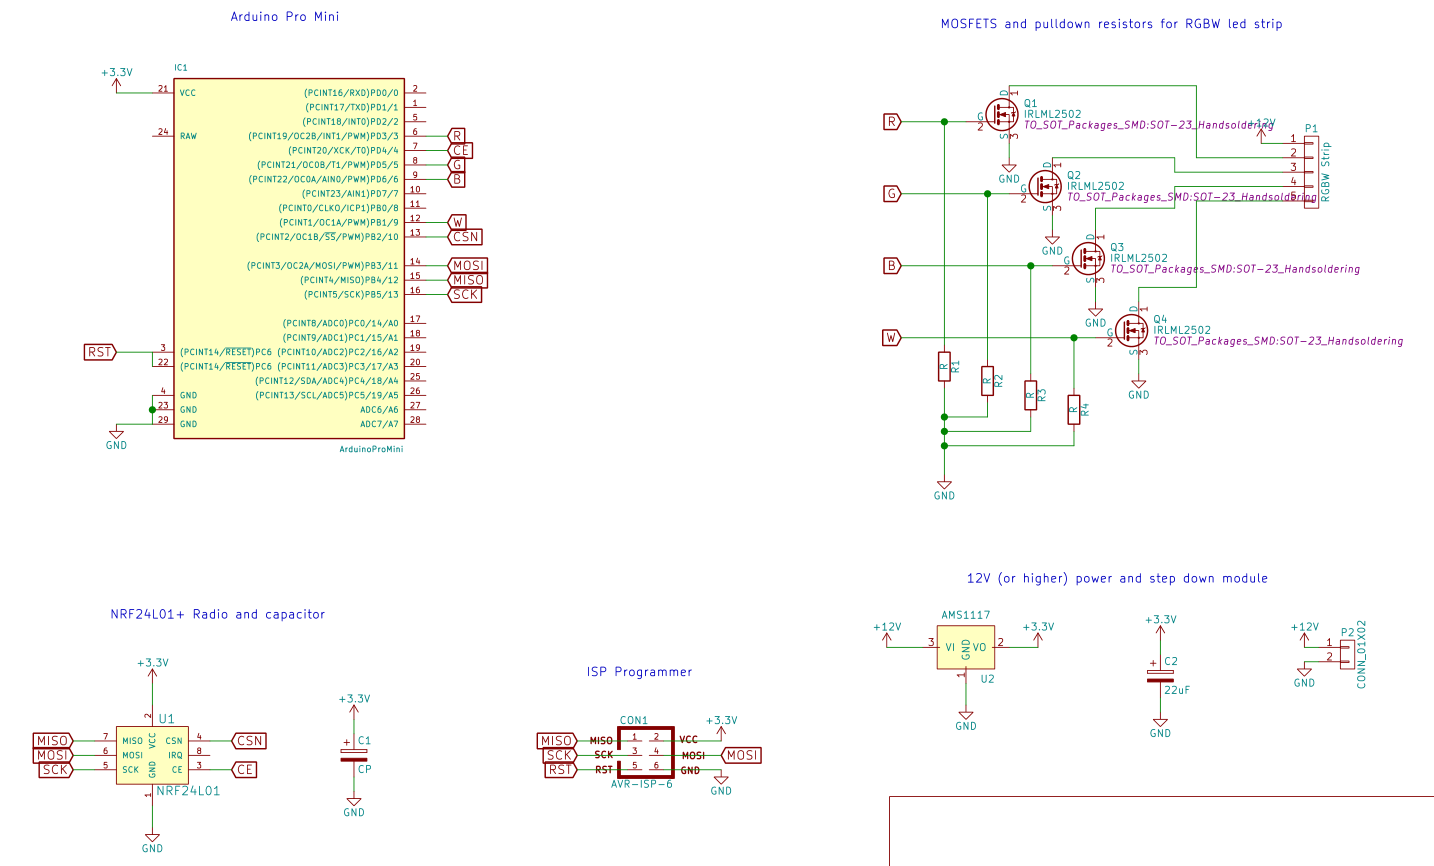 Arduino Pro Mini
IC1
+3.3V
21 VCC
24 RAW
RST
3 (PCINT14/RESET)PC6
22 (PCINT14/RESET)PC6
4 GND
23 GND
29 GND
GND
(PCINT16/RXD)PD0/0 2
(PCINT17/TXD)PD1/1 1
(PCINT18/INT0)PD2/2 5
(PCINT19/OC2B/INT1/PWM)PD3/3 6 R
(PCINT20/XCK/T0)PD4/4 7 CE
(PCINT21/OC0B/T1/PWM)PD5/5 8 G
(PCINT22/OC0A/AIN0/PWM)PD6/6 9 B
(PCINT23/AIN1)PD7/7 10
(PCINT0/CLKO/ICP1)PB0/8 11
(PCINT1/OC1A/PWM)PB1/9 12 W
(PCINT2/OC1B/SS/PWM)PB2/10 13 CSN
(PCINT3/OC2A/MOSI/PWM)PB3/11 14 MOSI
(PCINT4/MISO)PB4/12 15 MISO
(PCINT5/SCK)PB5/13 16 SCK
(PCINT8/ADC0)PC0/14/A0 17
(PCINT9/ADC1)PC1/15/A1 18
(PCINT10/ADC2)PC2/16/A2 19
(PCINT11/ADC3)PC3/17/A3 20
(PCINT12/SDA/ADC4)PC4/18/A4 25
(PCINT13/SCL/ADC5)PC5/19/A5 26
ADC6/A6 27
ADC7/A7 28
ArduinoProMini
MOSFETS and pulldown resistors for RGBW led strip
R
G 2 D 1 S 3
Q1
IRLML2502
TO_SOT_Packages_SMD:SOT-23_Handsoldering
GND
+12V
P1
1
2
3
4
5
RGBW Strip
G
G 2 D 1 S 3
Q2
IRLML2502
TO_SOT_Packages_SMD:SOT-23_Handsoldering
GND
B
G 2 D 1 S 3
Q3
IRLML2502
TO_SOT_Packages_SMD:SOT-23_Handsoldering
GND
W
G 2 D 1 S 3
Q4
IRLML2502
TO_SOT_Packages_SMD:SOT-23_Handsoldering
GND
R R1
R R2
R R3
R R4
GND
NRF24L01+ Radio and capacitor
+3.3V
2
U1
MISO 7 MISO
MOSI 6 MOSI
SCK 5 SCK
VCC
GND
CSN 4 CSN
IRQ 8
CE 3 CE
1
NRF24L01
GND
+3.3V
+
C1
CP
GND
ISP Programmer
CON1
+3.3V
MISO MISO 1 2 VCC
SCK SCK 3 4 MOSI MOSI
RST RST 5 6 GND
AVR-ISP-6
GND
12V (or higher) power and step down module
AMS1117
+12V
3 VI GND VO 2
+3.3V
1
U2
GND
+3.3V
+
C2
22uF
GND
+12V
P2
1
2
CONN_01X02
GND